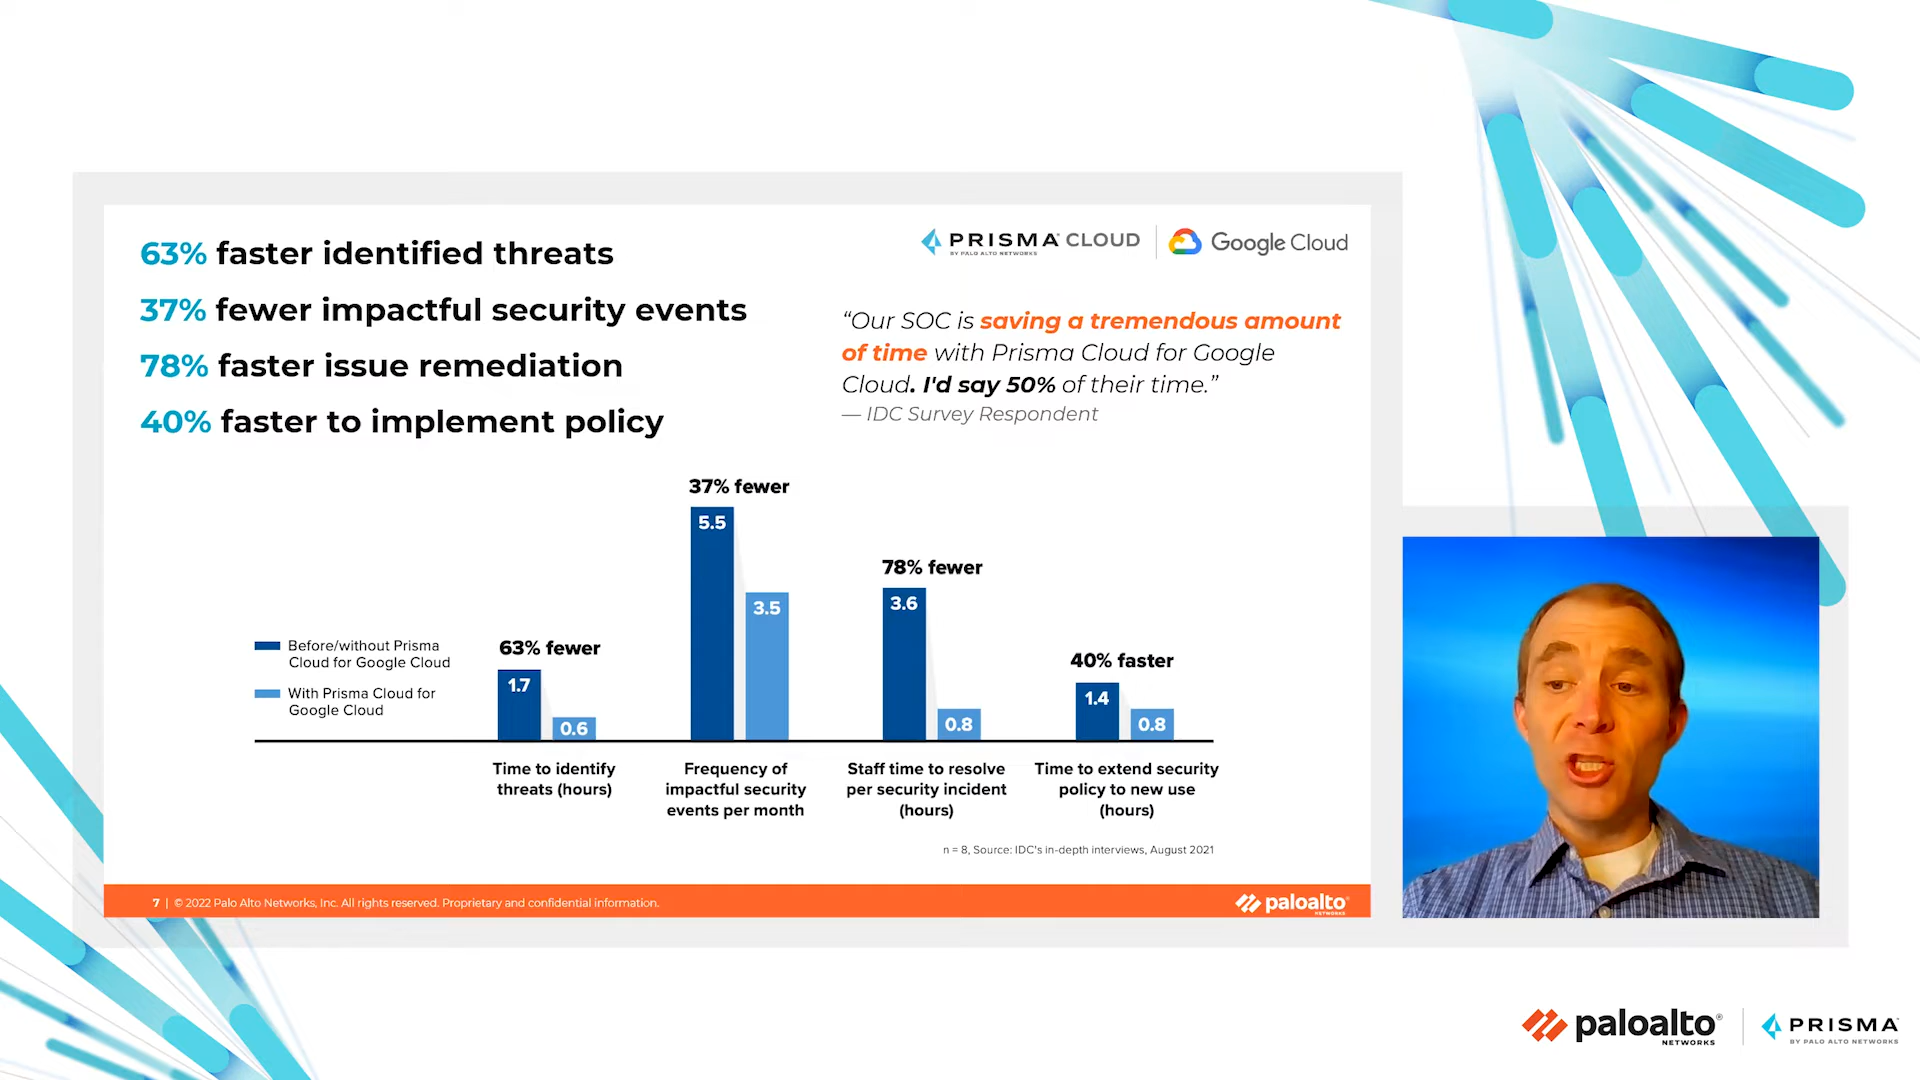 63% faster identified threats
37% fewer impactful security events
78% faster issue remediation
40% faster to implement policy
PRISMA CLOUD
BY PALO ALTO NETWORKS
Google Cloud
“Our SOC is saving a tremendous amount
of time with Prisma Cloud for Google
Cloud. I'd say 50% of their time.”
— IDC Survey Respondent
Before/without Prisma
Cloud for Google Cloud
With Prisma Cloud for
Google Cloud
63% fewer
1.7
0.6
Time to identify
threats (hours)
37% fewer
5.5
3.5
Frequency of
impactful security
events per month
78% fewer
3.6
0.8
Staff time to resolve
per security incident
(hours)
40% faster
1.4
0.8
Time to extend security
policy to new use
(hours)
n = 8, Source: IDC's in-depth interviews, August 2021
7 | © 2022 Palo Alto Networks, Inc. All rights reserved. Proprietary and confidential information.
paloalto
NETWORKS
paloalto®
NETWORKS
PRISMA
BY PALO ALTO NETWORKS